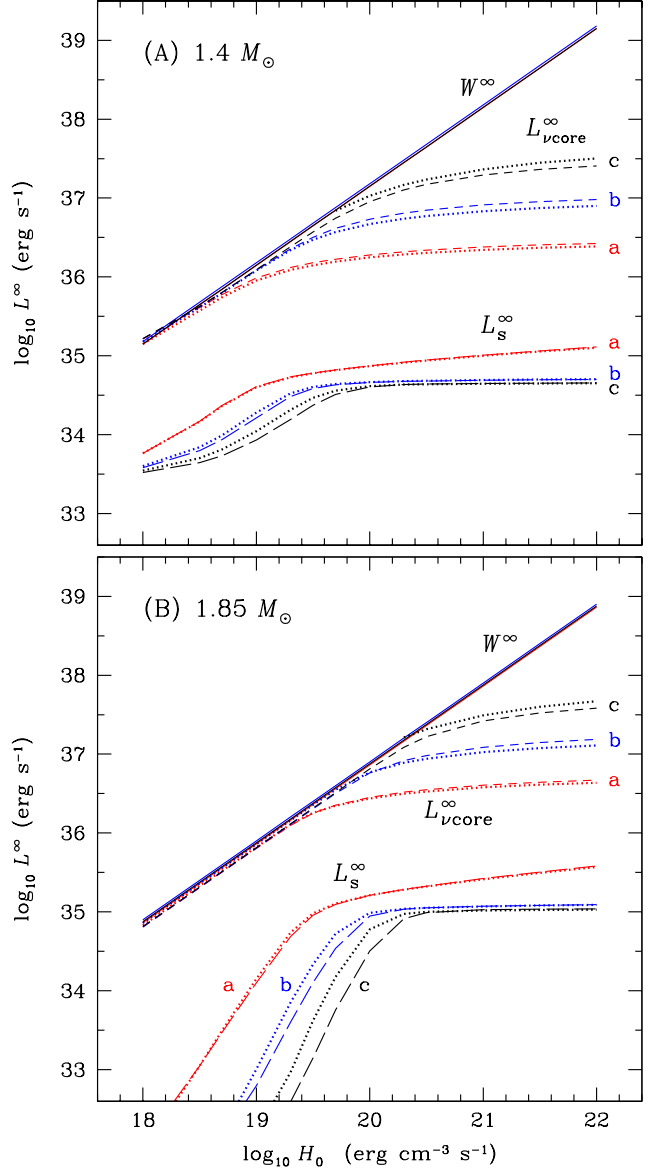 (A) 1.4 M⊙
W∞
L∞νcore
c
b
a
L∞s
a
b
c
39
38
37
36
35
34
33
log10 L∞ (erg s−1)
(B) 1.85 M⊙
W∞
c
b
a
L∞νcore
L∞s
a
b
c
39
38
37
36
35
34
33
log10 L∞ (erg s−1)
18 19 20 21 22
log10 H0 (erg cm−3 s−1)